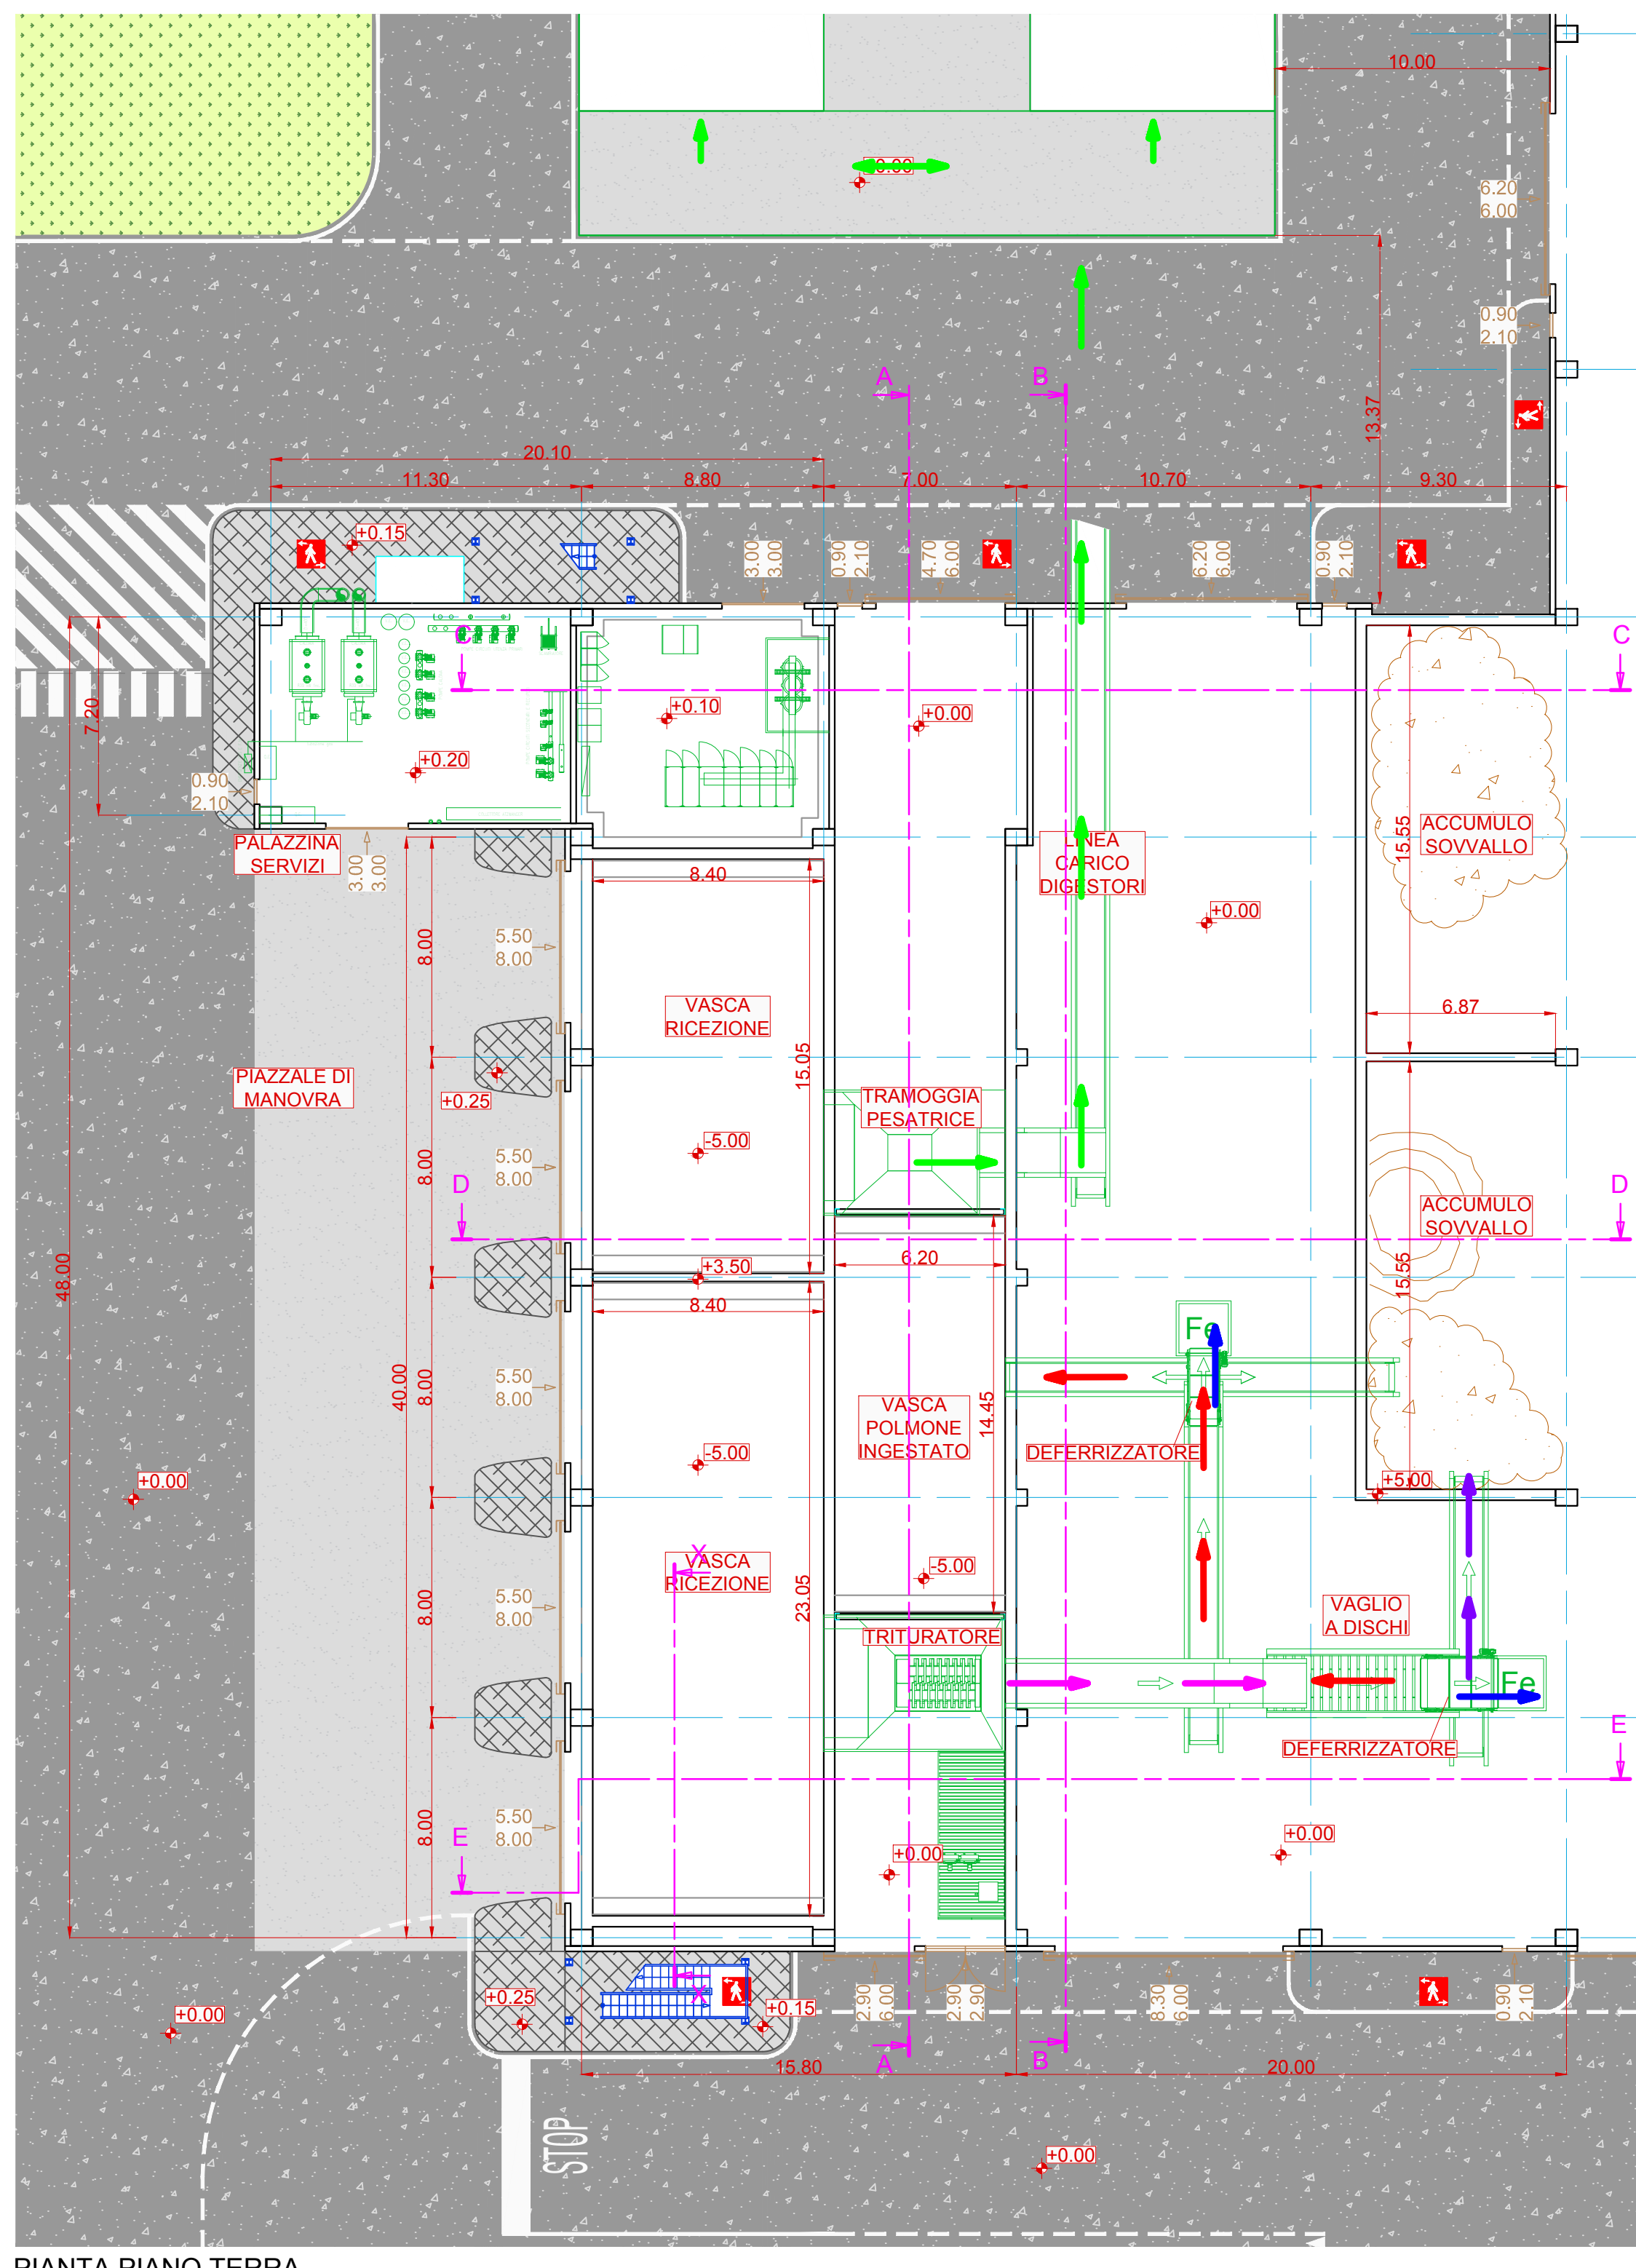 10.00
6.20
6.00
0.90
2.10
A
B
13.37
20.10
11.30
8.80
7.00
10.70
9.30
+0.15
3.00
3.00
0.90
2.10
4.70
6.00
6.20
6.00
0.90
2.10
C
C
7.20
+0.10
+0.00
+0.20
0.90
2.10
PALAZZINA
SERVIZI
3.00
3.00
8.40
LINEA
CARICO
DIGESTORI
15.55
ACCUMULO
SOVVALLO
+0.00
8.00
5.50
8.00
VASCA
RICEZIONE
6.87
15.05
PIAZZALE DI
MANOVRA
+0.25
TRAMOGGIA
PESATRICE
-5.00
8.00
5.50
8.00
D
D
ACCUMULO
SOVVALLO
48.00
+3.50
6.20
8.40
15.55
Fe
40.00
8.00
5.50
8.00
14.45
VASCA
POLMONE
INGESTATO
DEFERRIZZATORE
-5.00
+0.00
+5.00
X
VASCA
RICEZIONE
-5.00
8.00
5.50
8.00
23.05
VAGLIO
A DISCHI
TRITURATORE
Fe
DEFERRIZZATORE
E
8.00
5.50
8.00
E
+0.00
+0.00
X
+0.25
+0.15
+0.00
2.90
6.00
2.90
2.90
8.30
6.00
0.90
2.10
A
B
15.80
20.00
STOP
+0.00
PIANTA PIANO TERRA